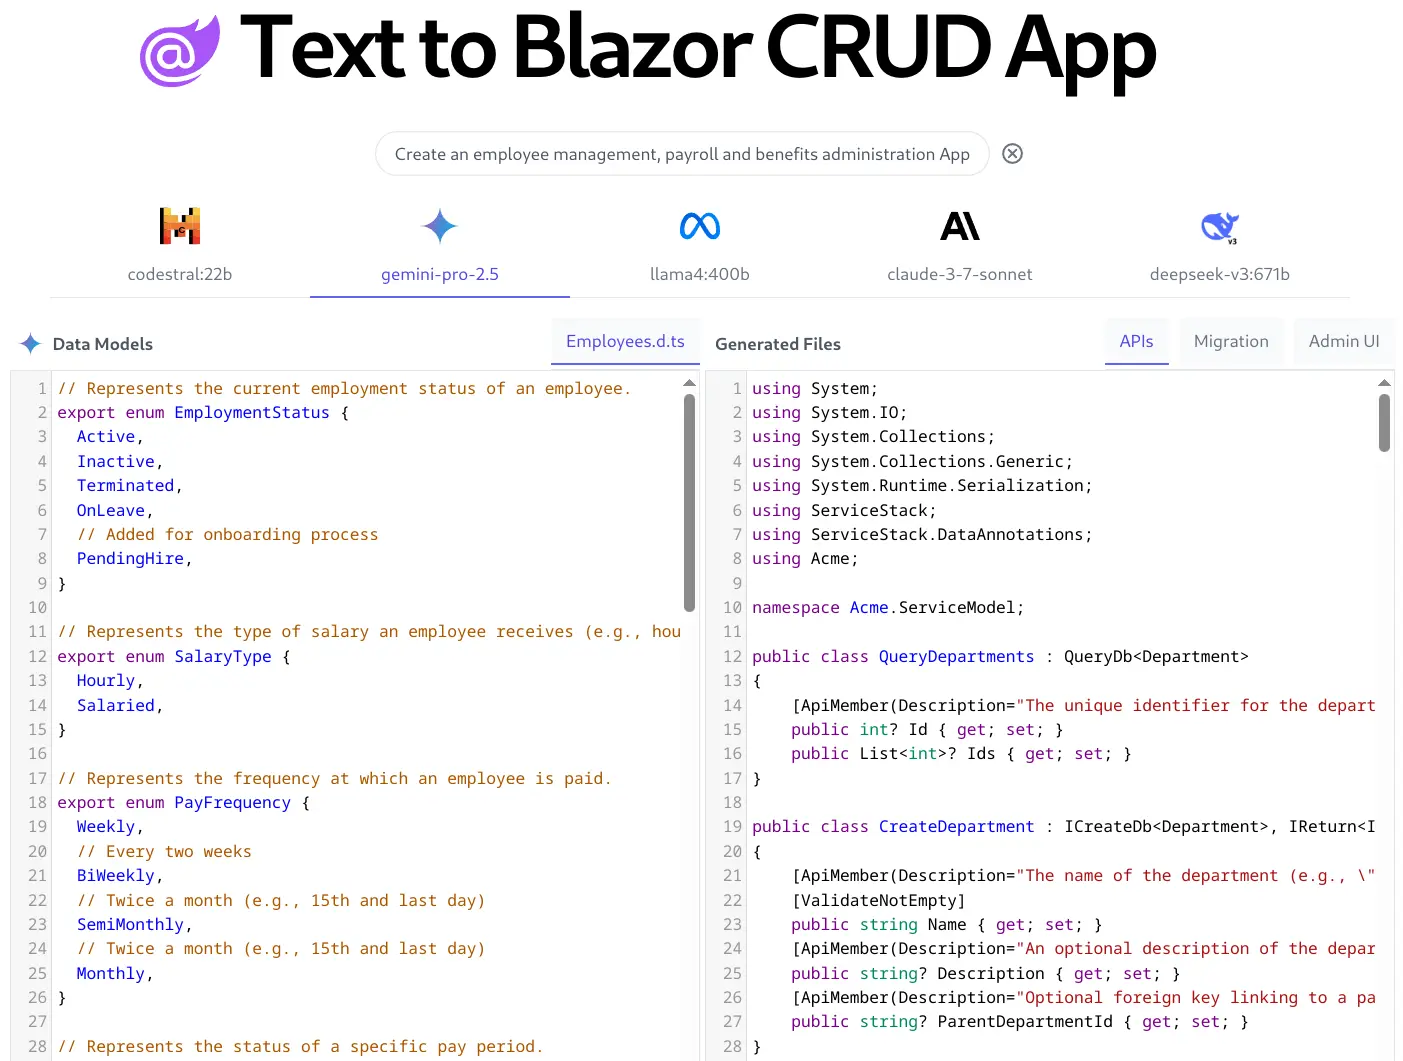 Text to Blazor CRUD App
Create an employee management, payroll and benefits administration App
codestral:22b
gemini-pro-2.5
llama4:400b
claude-3-7-sonnet
v3
deepseek-v3:671b
Data Models
Employees.d.ts
1 // Represents the current employment status of an employee.
2 export enum EmploymentStatus {
3 Active,
4 Inactive,
5 Terminated,
6 OnLeave,
7 // Added for onboarding process
8 PendingHire,
9 }
10
11 // Represents the type of salary an employee receives (e.g., hou
12 export enum SalaryType {
13 Hourly,
14 Salaried,
15 }
16
17 // Represents the frequency at which an employee is paid.
18 export enum PayFrequency {
19 Weekly,
20 // Every two weeks
21 BiWeekly,
22 // Twice a month (e.g., 15th and last day)
23 SemiMonthly,
24 // Twice a month (e.g., 15th and last day)
25 Monthly,
26 }
27
28 // Represents the status of a specific pay period.
Generated Files
APIs
Migration
Admin UI
1 using System;
2 using System.IO;
3 using System.Collections;
4 using System.Collections.Generic;
5 using System.Runtime.Serialization;
6 using ServiceStack;
7 using ServiceStack.DataAnnotations;
8 using Acme;
9
10 namespace Acme.ServiceModel;
11
12 public class QueryDepartments : QueryDb<Department>
13 {
14 [ApiMember(Description="The unique identifier for the depart
15 public int? Id { get; set; }
16 public List<int>? Ids { get; set; }
17 }
18
19 public class CreateDepartment : ICreateDb<Department>, IReturn<I
20 {
21 [ApiMember(Description="The name of the department (e.g., \"
22 [ValidateNotEmpty]
23 public string Name { get; set; }
24 [ApiMember(Description="An optional description of the depar
25 public string? Description { get; set; }
26 [ApiMember(Description="Optional foreign key linking to a pa
27 public string? ParentDepartmentId { get; set; }
28 }